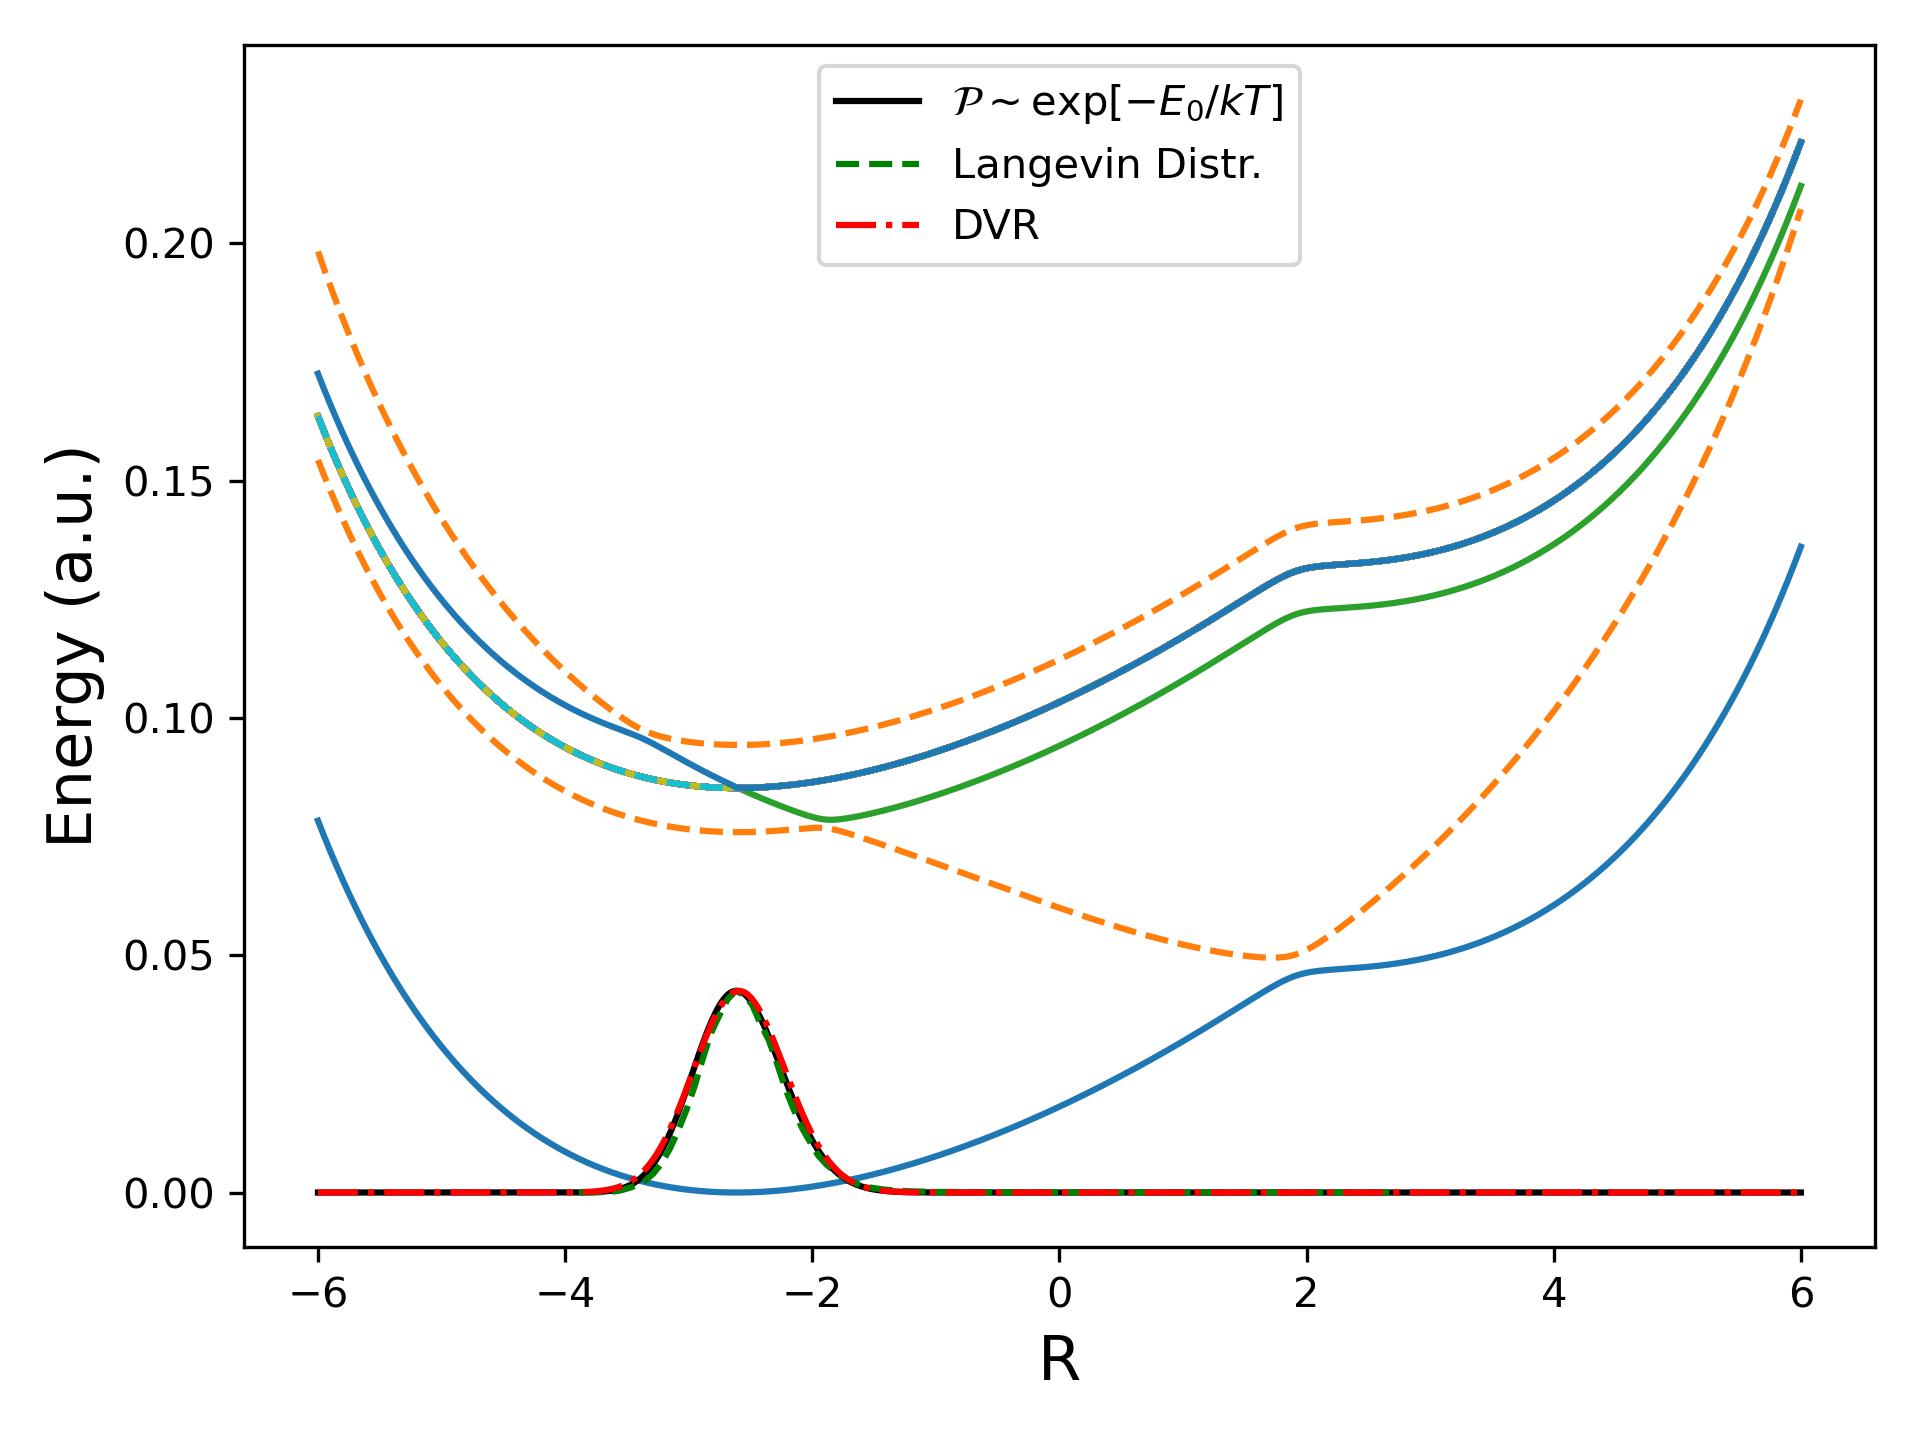 𝒫 ~ exp[−E₀/kT]
Langevin Distr.
DVR
Energy (a.u.)
0.20
0.15
0.10
0.05
0.00
−6 −4 −2 0 2 4 6
R